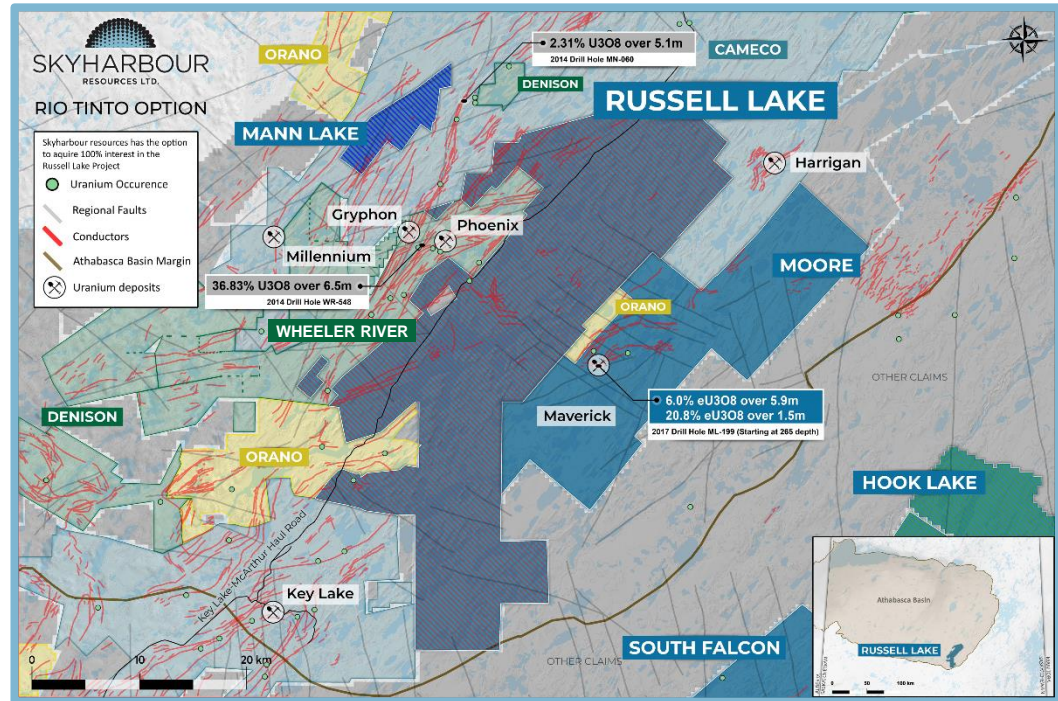 SKYHARBOUR
RESOURCES LTD.
RIO TINTO OPTION
Skyharbour resources has the option
to aquire 100% interest in the
Russell Lake Project
Uranium Occurence
Regional Faults
Conductors
Athabasca Basin Margin
Uranium deposits
ORANO
2.31% U3O8 over 5.1m
2014 Drill Hole MN-060
CAMECO
DENISON
RUSSELL LAKE
MANN LAKE
Harrigan
Gryphon
Phoenix
Millennium
MOORE
36.83% U3O8 over 6.5m
2014 Drill Hole WR-548
ORANO
WHEELER RIVER
OTHER CLAIMS
6.0% eU3O8 over 5.9m
20.8% eU3O8 over 1.5m
2017 Drill Hole ML-199 (Starting at 265 depth)
Maverick
DENISON
ORANO
HOOK LAKE
Key Lake-McArthur Haul Road
Key Lake
SOUTH FALCON
OTHER CLAIMS
0 10 20 km
Athabasca Basin
RUSSELL LAKE
0 50 100 km